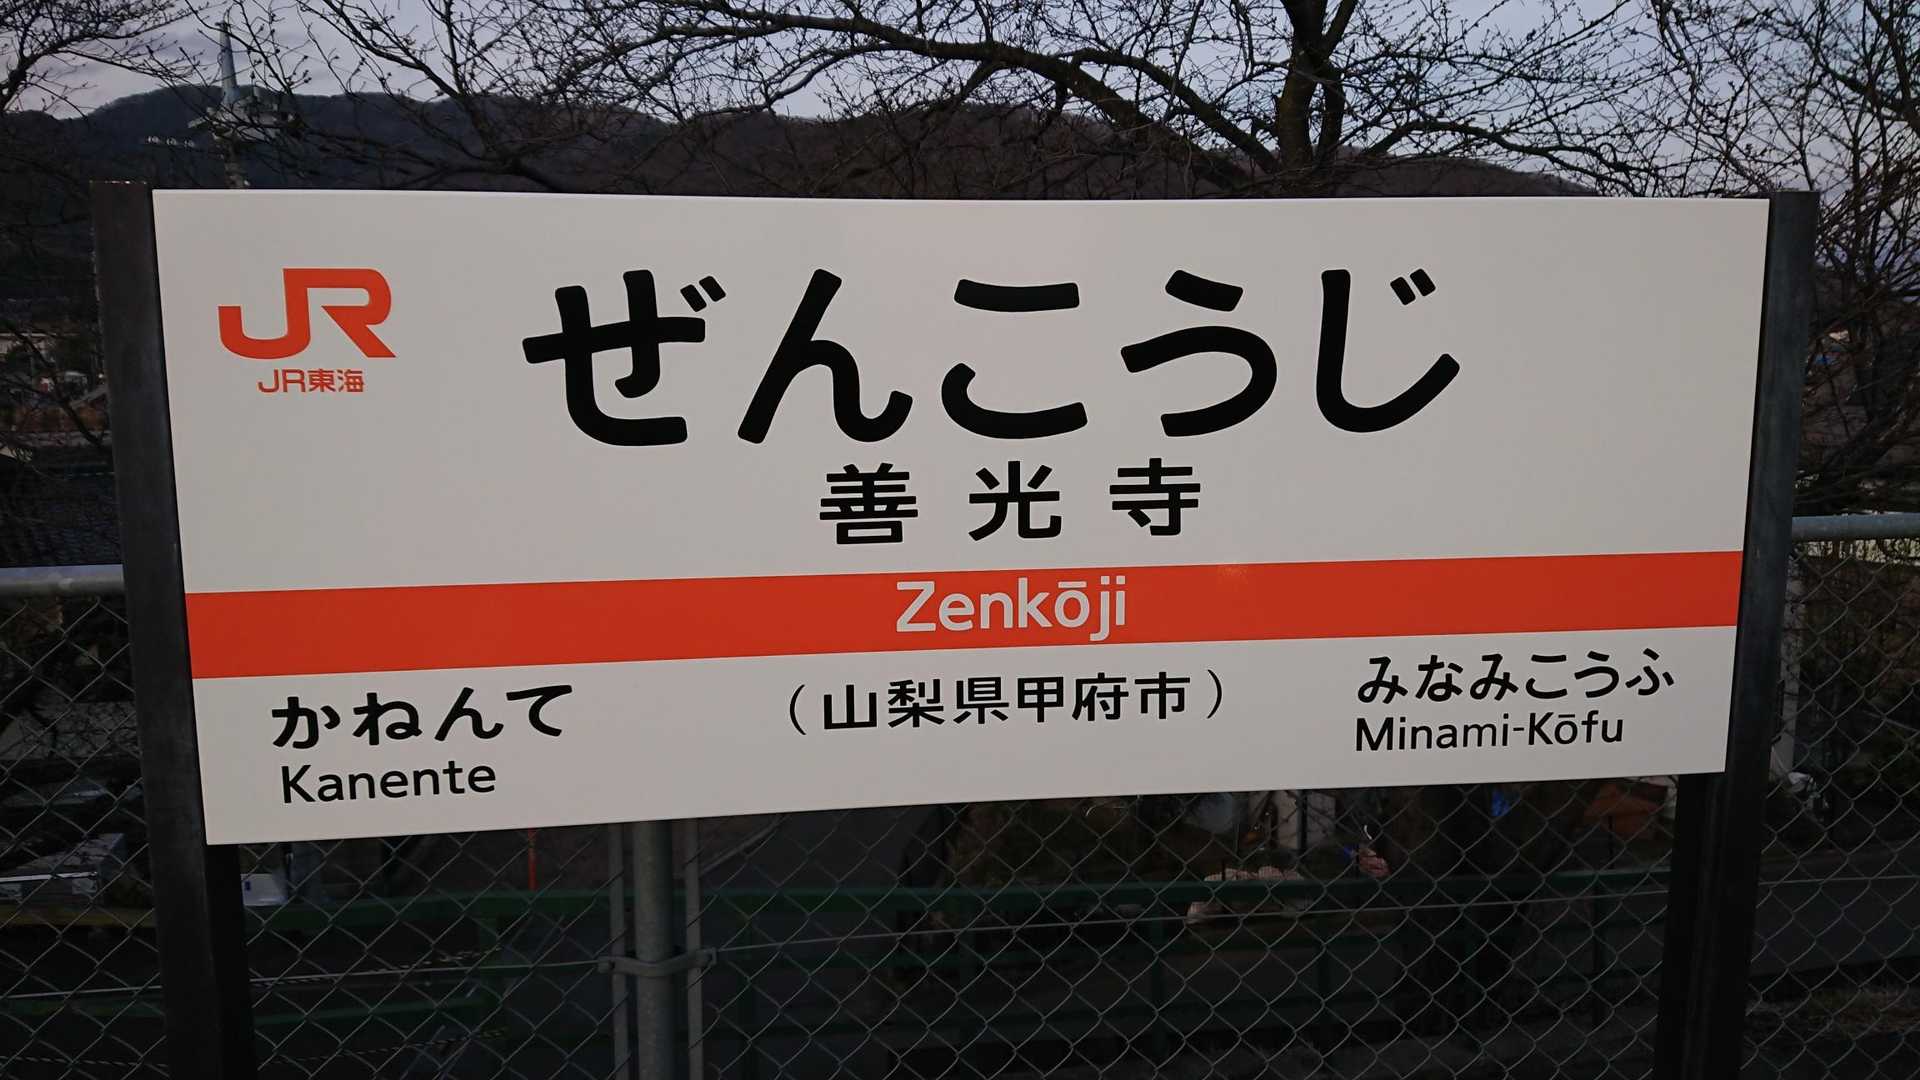 JR
JR東海
ぜんこうじ
善光寺
Zenkōji
かねんて
Kanente
（山梨県甲府市）
みなみこうふ
Minami-Kōfu